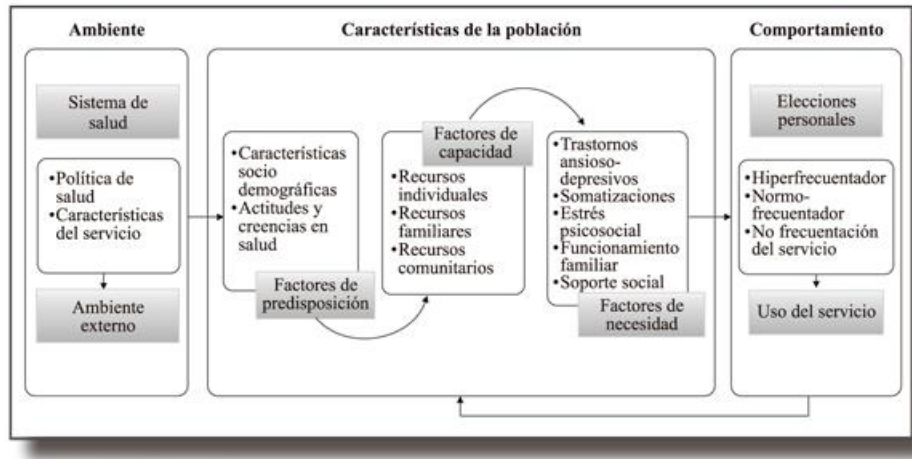 Ambiente
Características de la población
Comportamiento
Sistema de
salud
•Política de
salud
•Características
del servicio
Ambiente
externo
•Características
socio
demográficas
•Actitudes y
creencias en
salud
Factores de
predisposición
Factores de
capacidad
•Recursos
individuales
•Recursos
familiares
•Recursos
comunitarios
•Trastornos
ansioso-
depresivos
•Somatizaciones
•Estrés
psicosocial
•Funcionamiento
familiar
•Soporte social
Factores de
necesidad
Elecciones
personales
•Hiperfrecuentador
•Normo-
frecuentador
•No frecuentación
del servicio
Uso del servicio